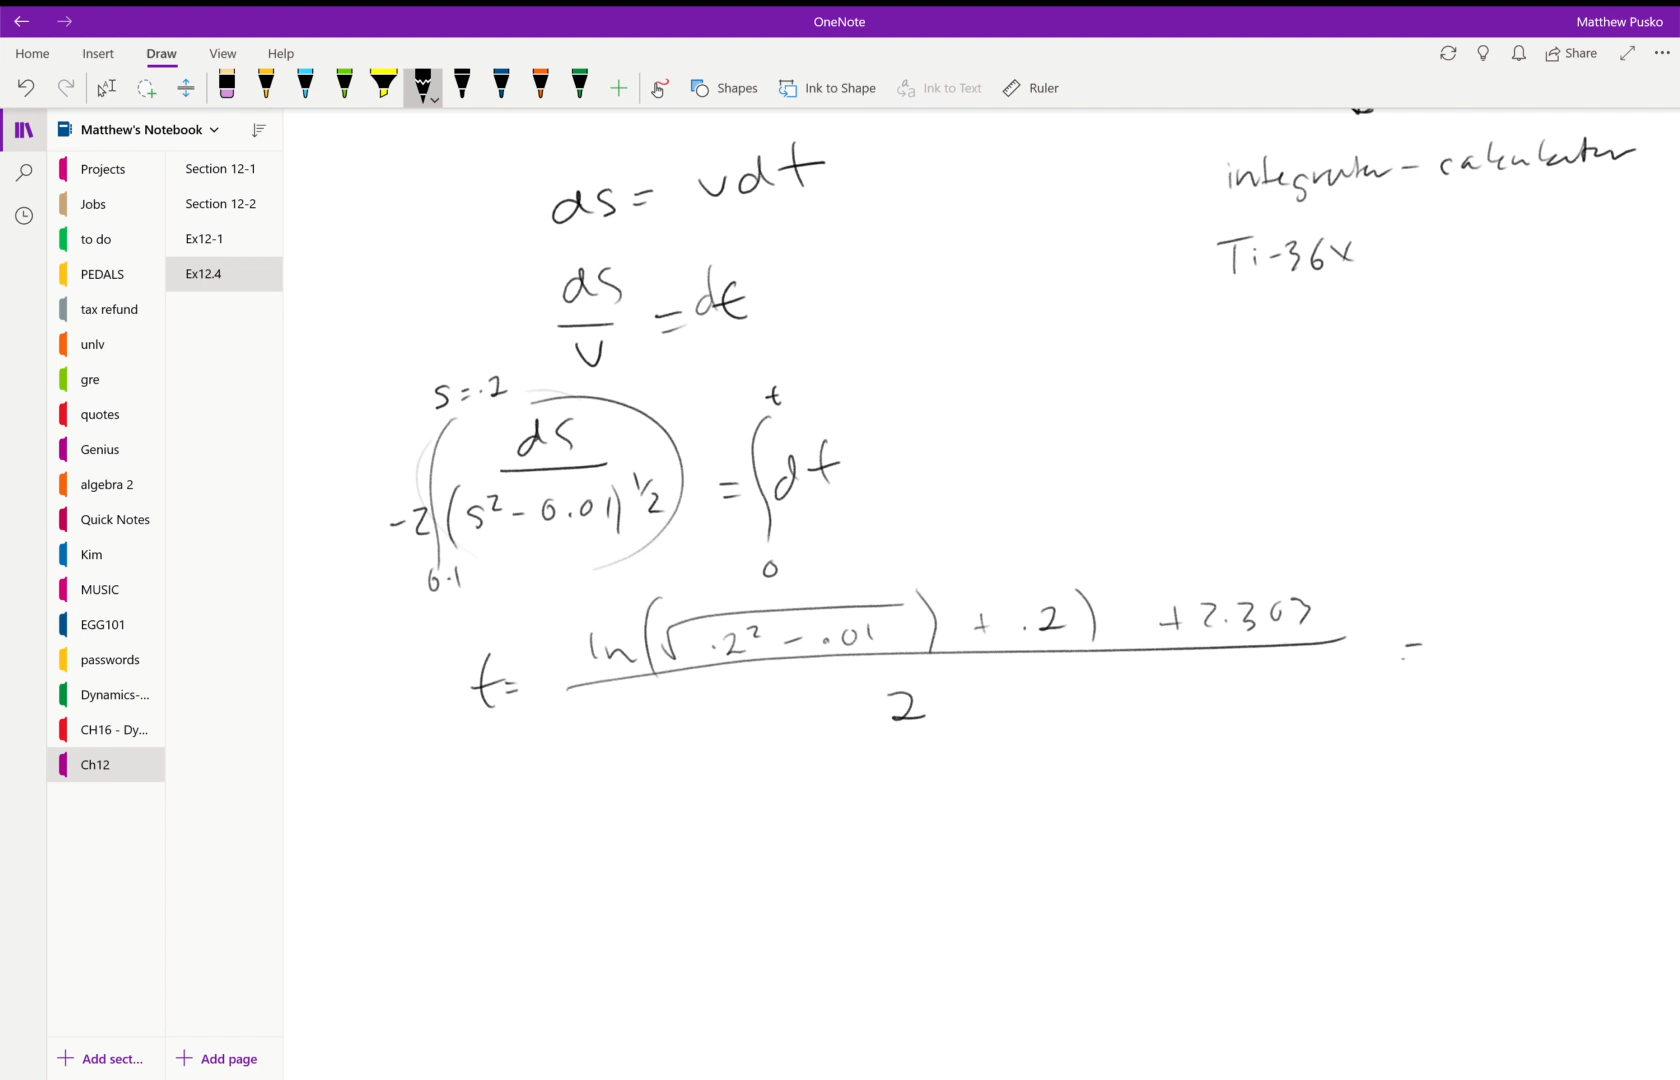 OneNote
Matthew Pusko
Home Insert Draw View Help
Share
Shapes Ink to Shape Ink to Text Ruler
Matthew's Notebook
Projects
Jobs
to do
PEDALS
tax refund
unlv
gre
quotes
Genius
algebra 2
Quick Notes
Kim
MUSIC
EGG101
passwords
Dynamics-...
CH16 - Dy...
Ch12
Add sect...
Section 12-1
Section 12-2
Ex12-1
Ex12.4
Add page
integrator - calculator
Ti-36X
ds = vdt
ds/v = dt
s = .2
-2 ∫ ds/(s² - 0.01)^1/2 = ∫ dt
0.1
t
0
t = ln(√.2² - .01) + .2) + 2.303 / 2 =